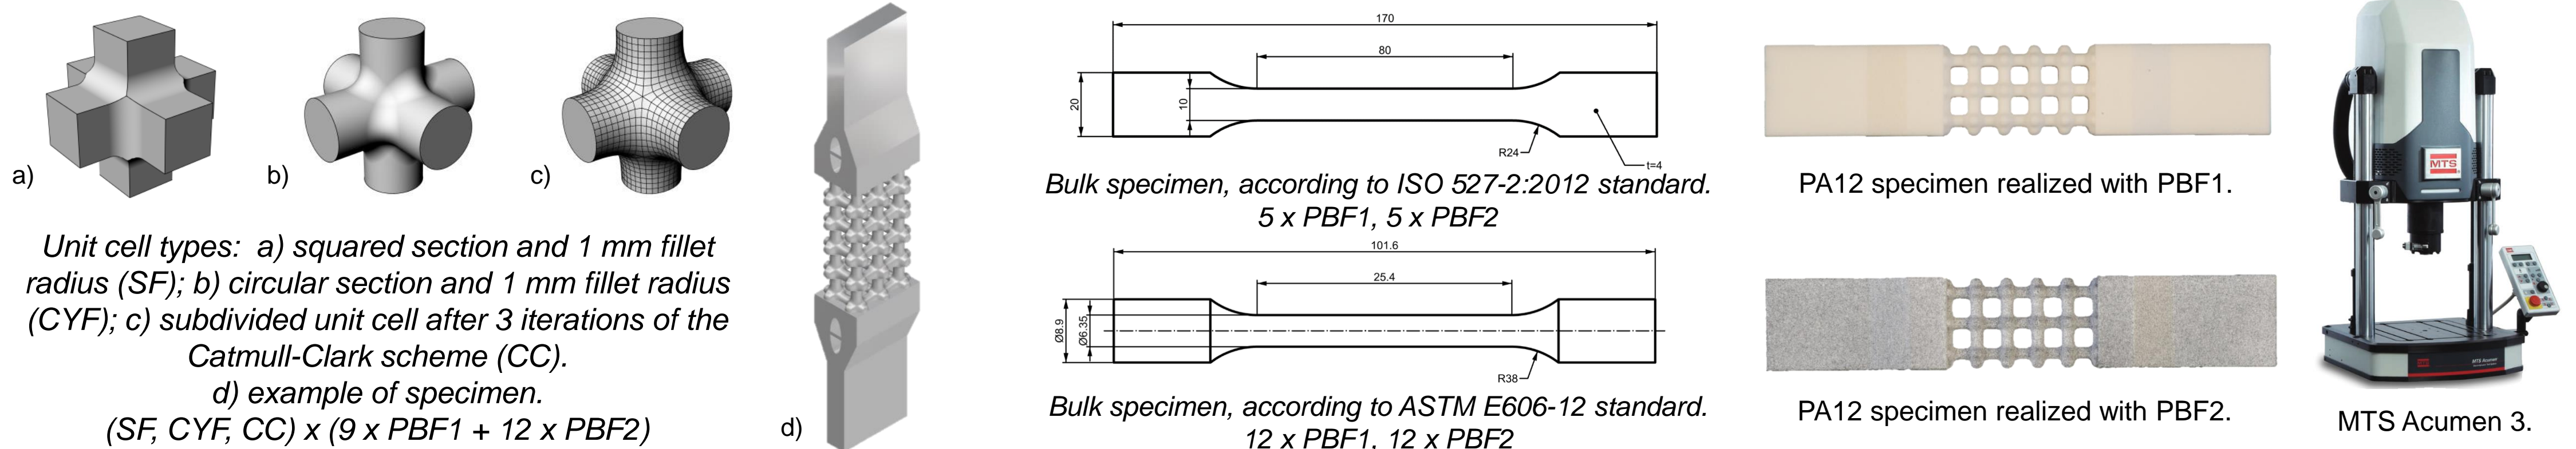 a)
b)
c)
Unit cell types: a) squared section and 1 mm fillet
radius (SF); b) circular section and 1 mm fillet radius
(CYF); c) subdivided unit cell after 3 iterations of the
Catmull-Clark scheme (CC).
d) example of specimen.
(SF, CYF, CC) x (9 x PBF1 + 12 x PBF2)
d)
170
80
20
10
R24
t=4
Bulk specimen, according to ISO 527-2:2012 standard.
5 x PBF1, 5 x PBF2
101.6
25.4
Ø8.9
Ø6.35
R38
Bulk specimen, according to ASTM E606-12 standard.
12 x PBF1, 12 x PBF2
PA12 specimen realized with PBF1.
PA12 specimen realized with PBF2.
MTS
MTS Acumen
MTS Acumen 3.